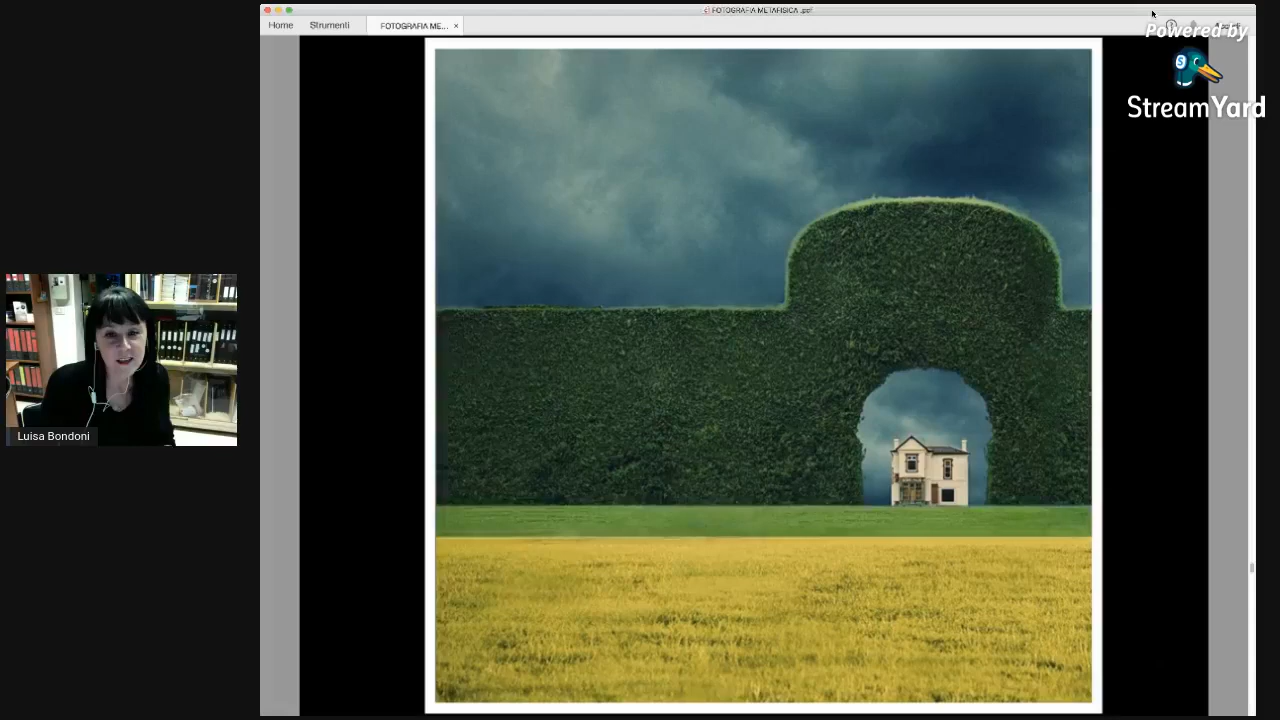 FOTOGRAFIA METAFISICA .pdf
Home
Strumenti
FOTOGRAFIA ME... ×
Powered by
StreamYard
Luisa Bondoni